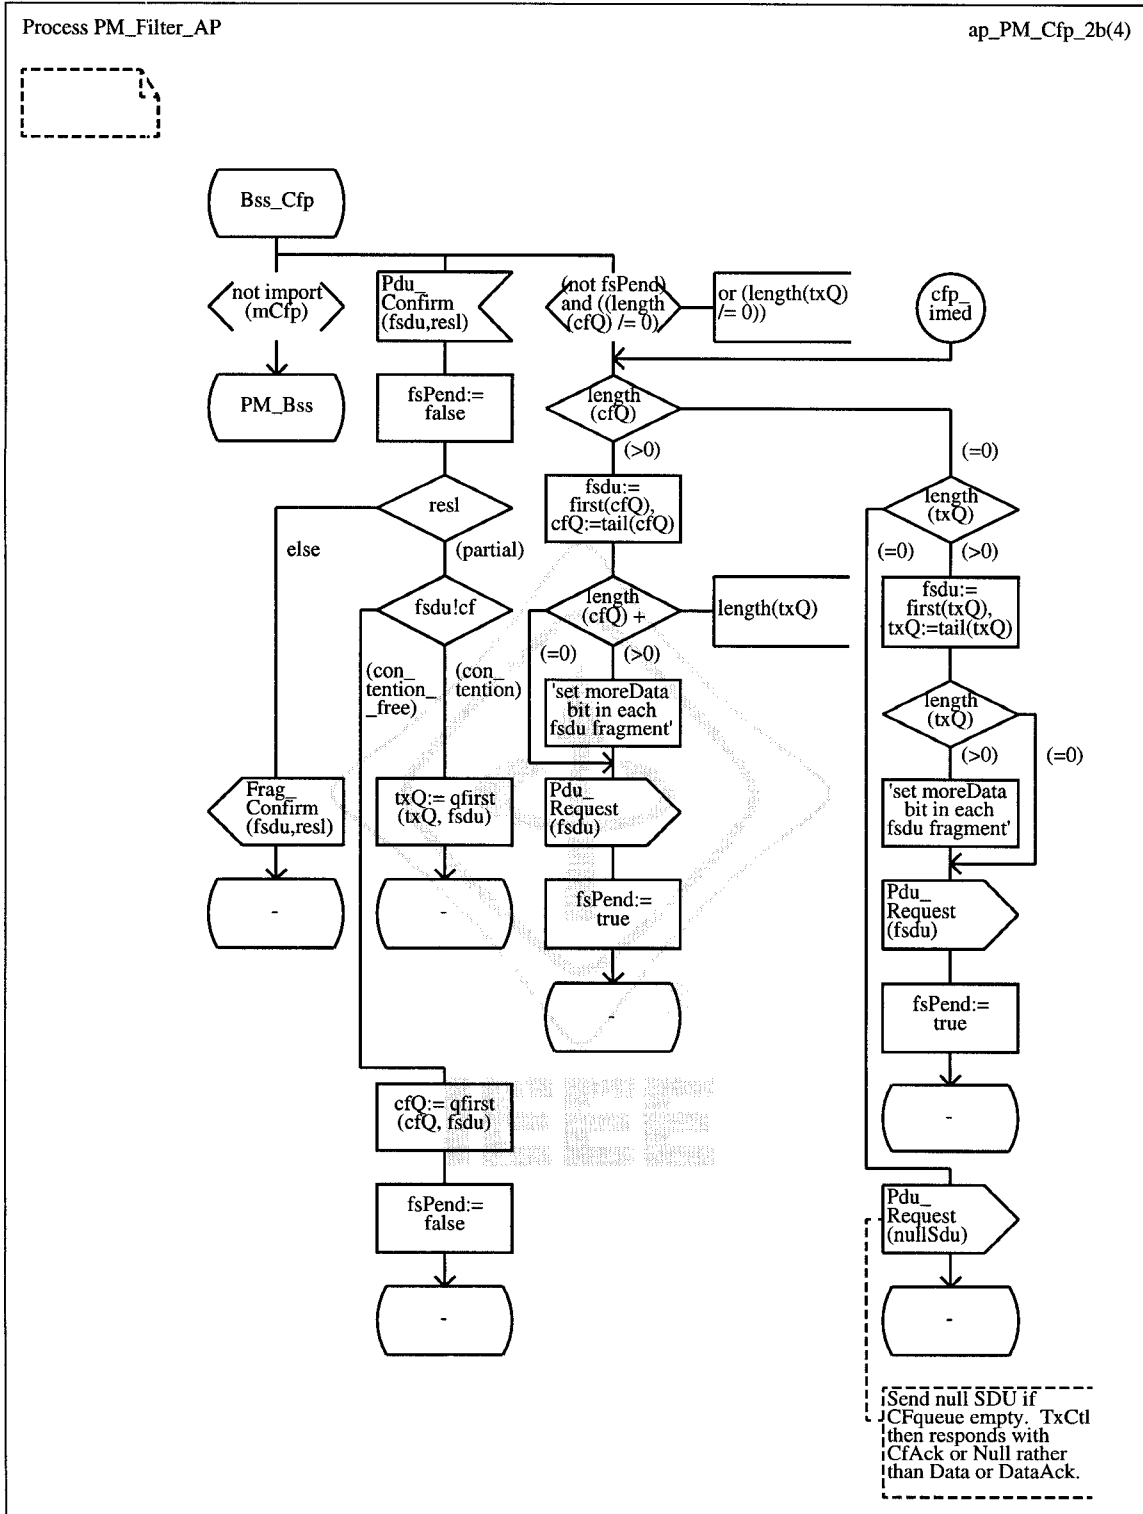 Process PM_Filter_AP
ap_PM_Cfp_2b(4)
Bss_Cfp
not import
(mCfp)
PM_Bss
Pdu_
Confirm
(fsdu,resl)
fsPend:=
false
resl
else
(partial)
fsdu!cf
(con_
tention_
_free)
(con_
tention)
Frag_
Confirm
(fsdu,resl)
-
txQ:= qfirst
(txQ, fsdu)
-
cfQ:= qfirst
(cfQ, fsdu)
fsPend:=
false
-
(not fsPend)
and ((length
(cfQ) /= 0)
or (length(txQ)
/= 0))
cfp_
imed
length
(cfQ)
(>0)
(=0)
fsdu:=
first(cfQ),
cfQ:=tail(cfQ)
length
(cfQ) +
length(txQ)
(=0)
(>0)
'set moreData
bit in each
fsdu fragment'
Pdu_
Request
(fsdu)
fsPend:=
true
-
length
(txQ)
(=0)
(>0)
fsdu:=
first(txQ),
txQ:=tail(txQ)
length
(txQ)
(>0)
(=0)
'set moreData
bit in each
fsdu fragment'
Pdu_
Request
(fsdu)
fsPend:=
true
-
Pdu_
Request
(nullSdu)
-
Send null SDU if
CFqueue empty. TxCtl
then responds with
CfAck or Null rather
than Data or DataAck.
IEEE